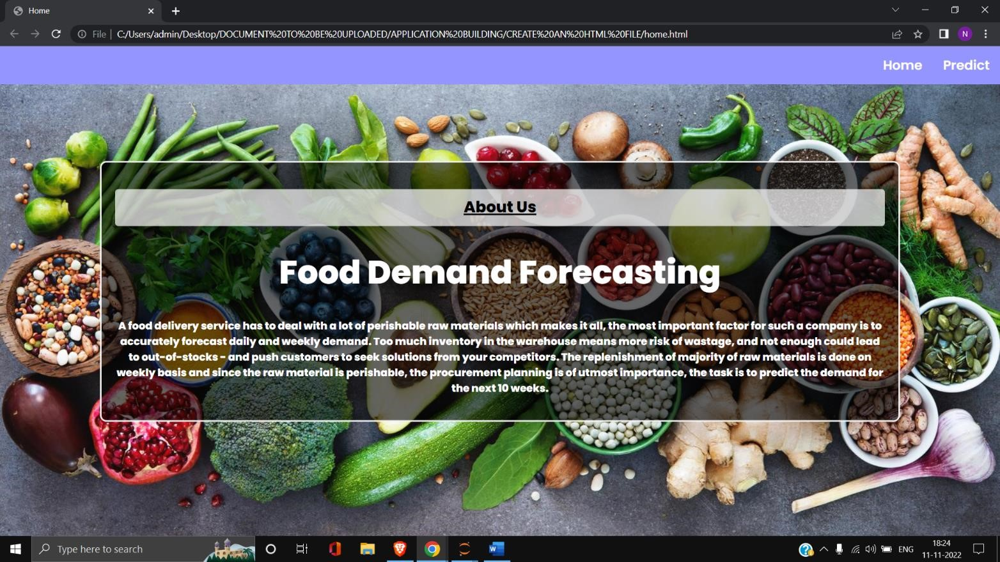 Home
File
C:/Users/admin/Desktop/DOCUMENT%20TO%20BE%20UPLOADED/APPLICATION%20BUILDING/CREATE%20AN%20HTML%20FILE/home.html
N
Home Predict
About Us
Food Demand Forecasting
A food delivery service has to deal with a lot of perishable raw materials which makes it all, the most important factor for such a company is to
accurately forecast daily and weekly demand. Too much inventory in the warehouse means more risk of wastage, and not enough could lead
to out-of-stocks - and push customers to seek solutions from your competitors. The replenishment of majority of raw materials is done on
weekly basis and since the raw material is perishable, the procurement planning is of utmost importance, the task is to predict the demand for
the next 10 weeks.
Type here to search
ENG
18:24
11-11-2022